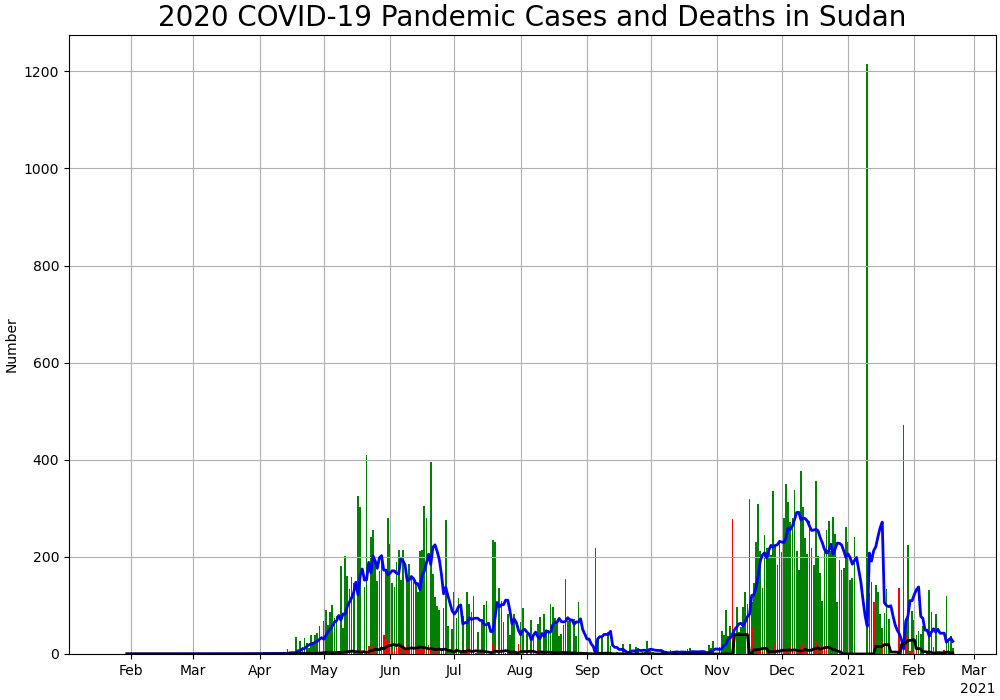 2020 COVID-19 Pandemic Cases and Deaths in Sudan
1200
1000
800
600
400
200
0
Number
Feb Mar Apr May Jun Jul Aug Sep Oct Nov Dec 2021 Feb Mar
2021